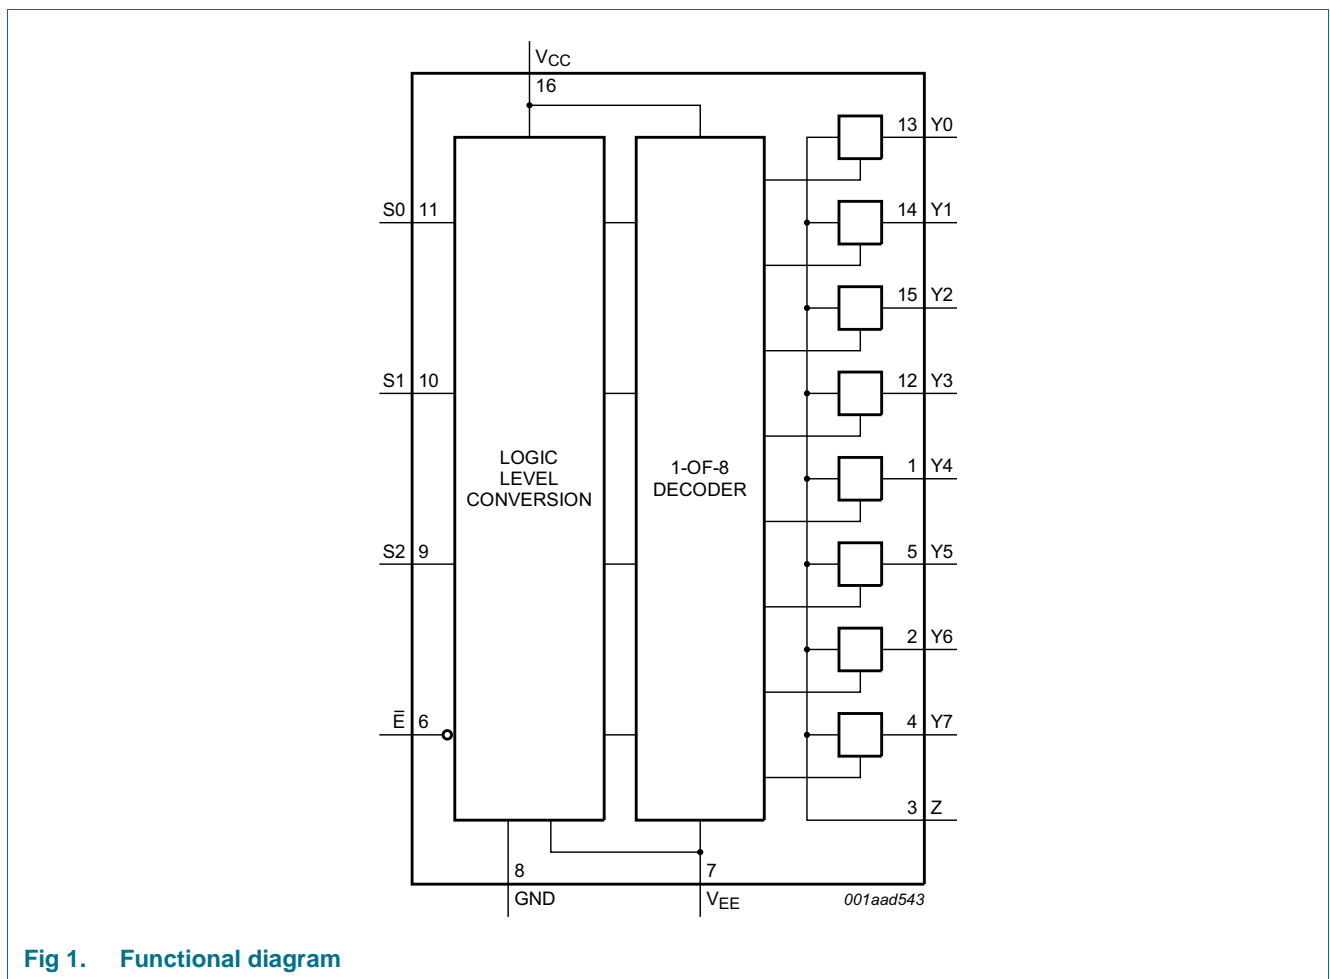 VCC
16
13 Y0
S0 11
14 Y1
15 Y2
S1 10
12 Y3
LOGIC
LEVEL
CONVERSION
1-OF-8
DECODER
1 Y4
S2 9
5 Y5
2 Y6
E̅ 6
4 Y7
3 Z
8
GND
7
VEE
001aad543
Fig 1. Functional diagram